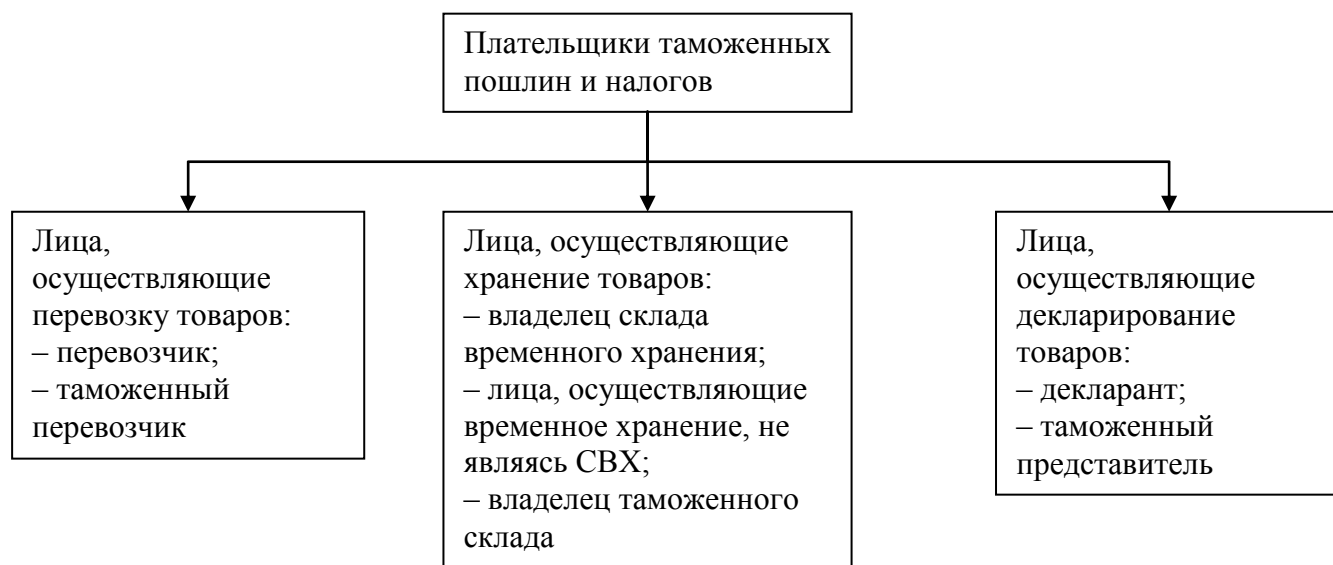 Плательщики таможенных
пошлин и налогов
Лица,
осуществляющие
перевозку товаров:
– перевозчик;
– таможенный
перевозчик
Лица, осуществляющие
хранение товаров:
– владелец склада
временного хранения;
– лица, осуществляющие
временное хранение, не
являясь СВХ;
– владелец таможенного
склада
Лица,
осуществляющие
декларирование
товаров:
– декларант;
– таможенный
представитель